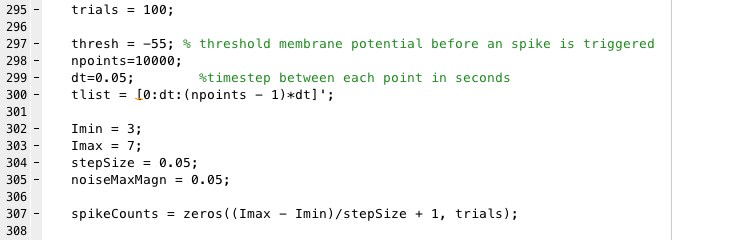 295 - trials = 100;
296
297 - thresh = -55; % threshold membrane potential before an spike is triggered
298 - npoints=10000;
299 - dt=0.05; %timestep between each point in seconds
300 - tlist = [0:dt:(npoints - 1)*dt]';
301
302 - Imin = 3;
303 - Imax = 7;
304 - stepSize = 0.05;
305 - noiseMaxMagn = 0.05;
306
307 - spikeCounts = zeros((Imax - Imin)/stepSize + 1, trials);
308